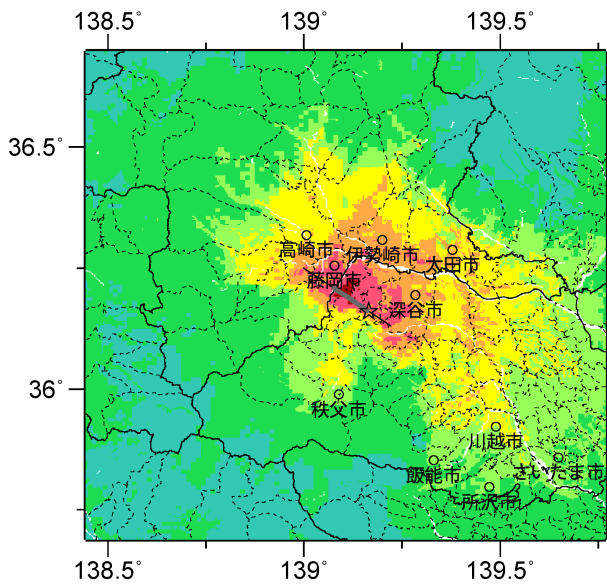 138.5° 139° 139.5°
36.5°
高崎市 伊勢崎市 太田市
藤岡市
深谷市
36°
秩父市
川越市
飯能市 さいたま市
所沢市
138.5° 139° 139.5°